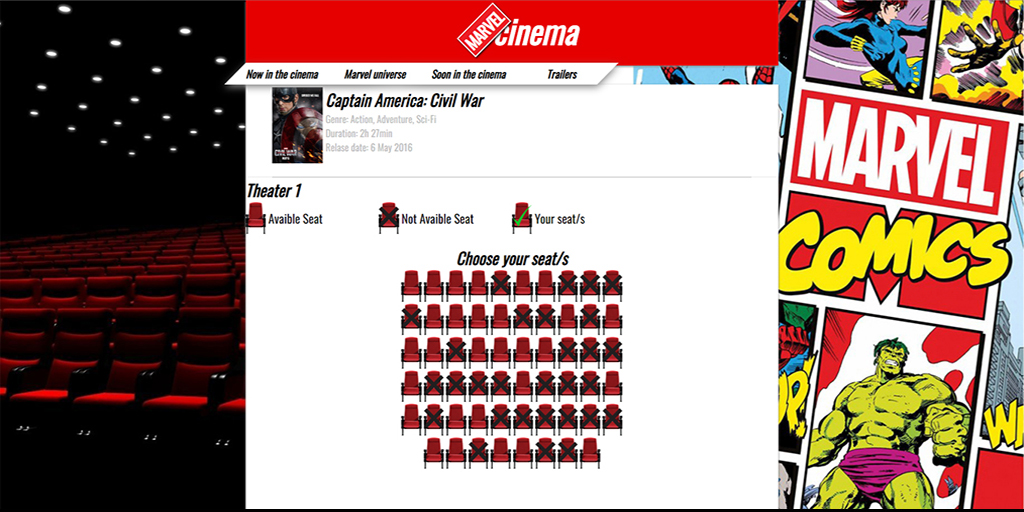 MARVEL cinema
Now in the cinema Marvel universe Soon in the cinema Trailers
Captain America: Civil War
Genre: Action, Adventure, Sci-Fi
Duration: 2h 27min
Relase date: 6 May 2016
Theater 1
Avaible Seat Not Avaible Seat Your seat/s
Choose your seat/s
MARVEL
COMICS